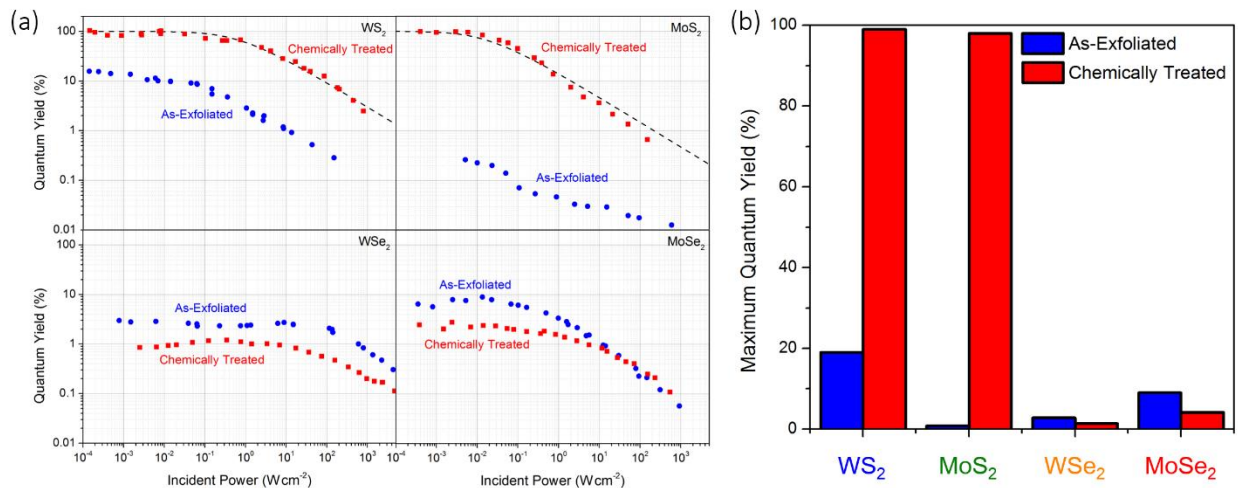 (a)
WS₂
Chemically Treated
As-Exfoliated
Quantum Yield (%)
100
10
1
0.1
0.01
MoS₂
Chemically Treated
As-Exfoliated
WSe₂
As-Exfoliated
Chemically Treated
Quantum Yield (%)
100
10
1
0.1
0.01
10⁻⁴ 10⁻³ 10⁻² 10⁻¹ 10⁰ 10¹ 10² 10³
Incident Power (Wcm⁻²)
MoSe₂
As-Exfoliated
Chemically Treated
10⁻⁴ 10⁻³ 10⁻² 10⁻¹ 10⁰ 10¹ 10² 10³
Incident Power (Wcm⁻²)
(b)
As-Exfoliated
Chemically Treated
Maximum Quantum Yield (%)
100
80
60
40
20
0
WS₂ MoS₂ WSe₂ MoSe₂